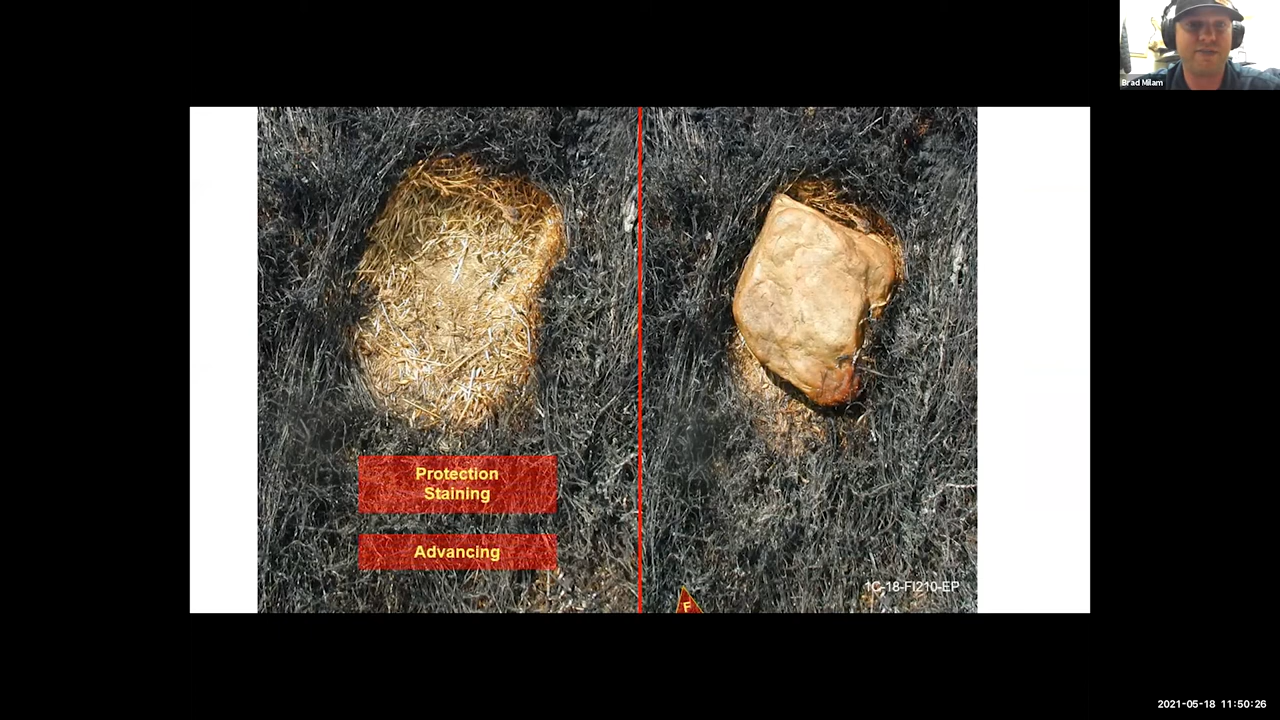 Brad Milam
Protection
Staining
Advancing
1C-18-FI210-EP
F
2021-05-18 11:50:26